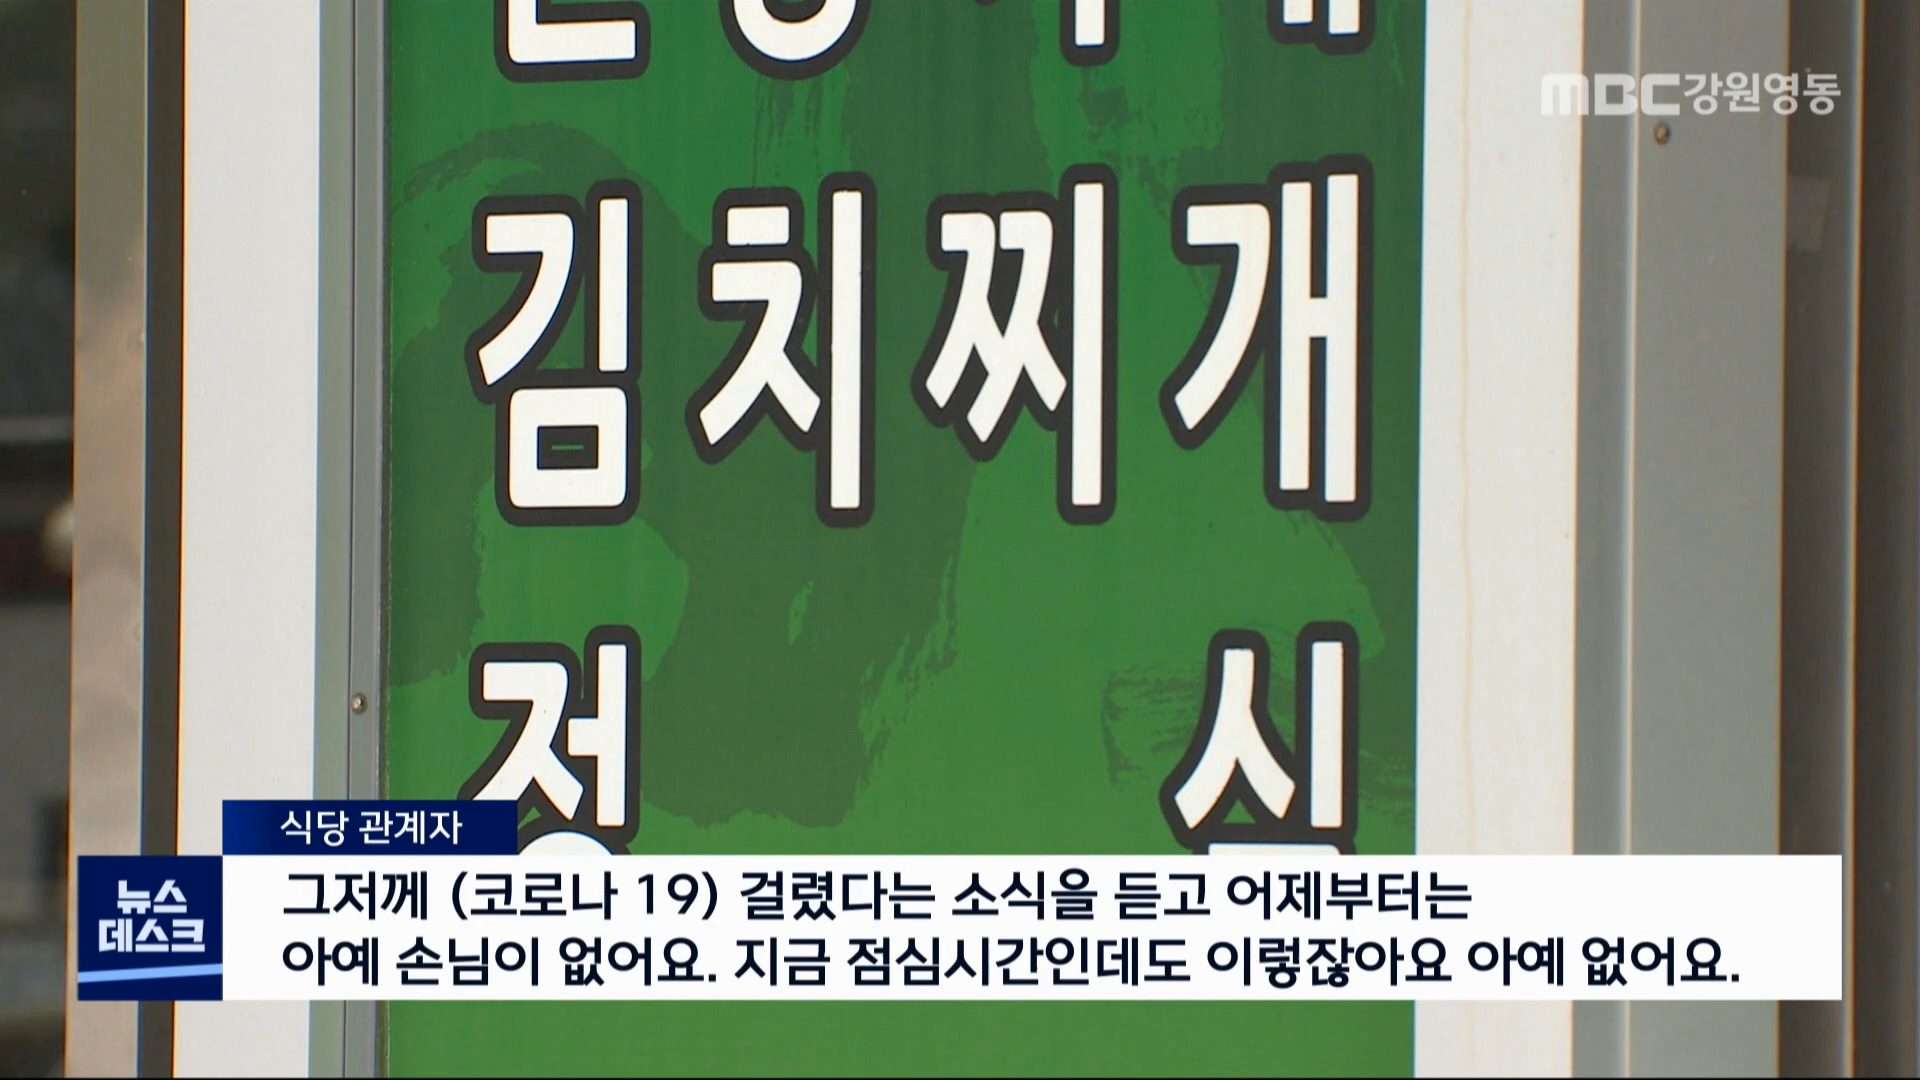 MBC강원영동
김치찌개
정 식
식당 관계자
뉴스
데스크
그저께 (코로나 19) 걸렸다는 소식을 듣고 어제부터는
아예 손님이 없어요. 지금 점심시간인데도 이렇잖아요 아예 없어요.